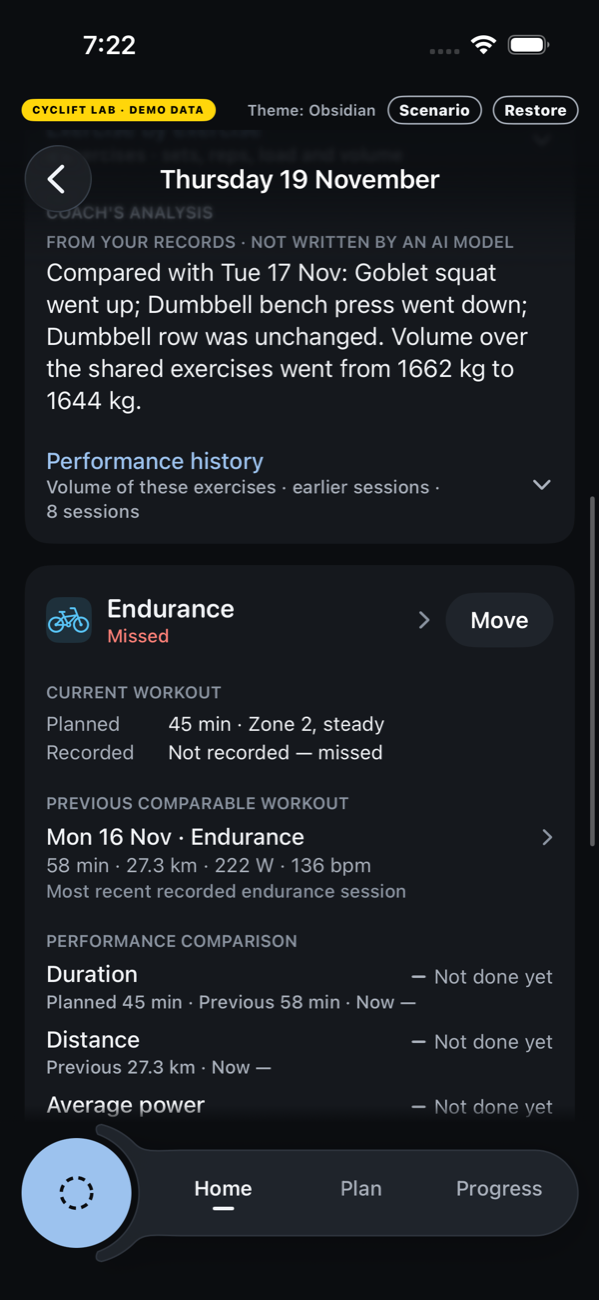 7:22
CYCLIFT LAB · DEMO DATA
Theme: Obsidian
Scenario
Restore
Thursday 19 November
COACH'S ANALYSIS
FROM YOUR RECORDS · NOT WRITTEN BY AN AI MODEL
Compared with Tue 17 Nov: Goblet squat
went up; Dumbbell bench press went down;
Dumbbell row was unchanged. Volume over
the shared exercises went from 1662 kg to
1644 kg.
Performance history
Volume of these exercises · earlier sessions ·
8 sessions
Endurance
Missed
Move
CURRENT WORKOUT
Planned 45 min · Zone 2, steady
Recorded Not recorded — missed
PREVIOUS COMPARABLE WORKOUT
Mon 16 Nov · Endurance
58 min · 27.3 km · 222 W · 136 bpm
Most recent recorded endurance session
PERFORMANCE COMPARISON
Duration — Not done yet
Planned 45 min · Previous 58 min · Now —
Distance — Not done yet
Previous 27.3 km · Now —
Average power — Not done yet
Home
Plan
Progress